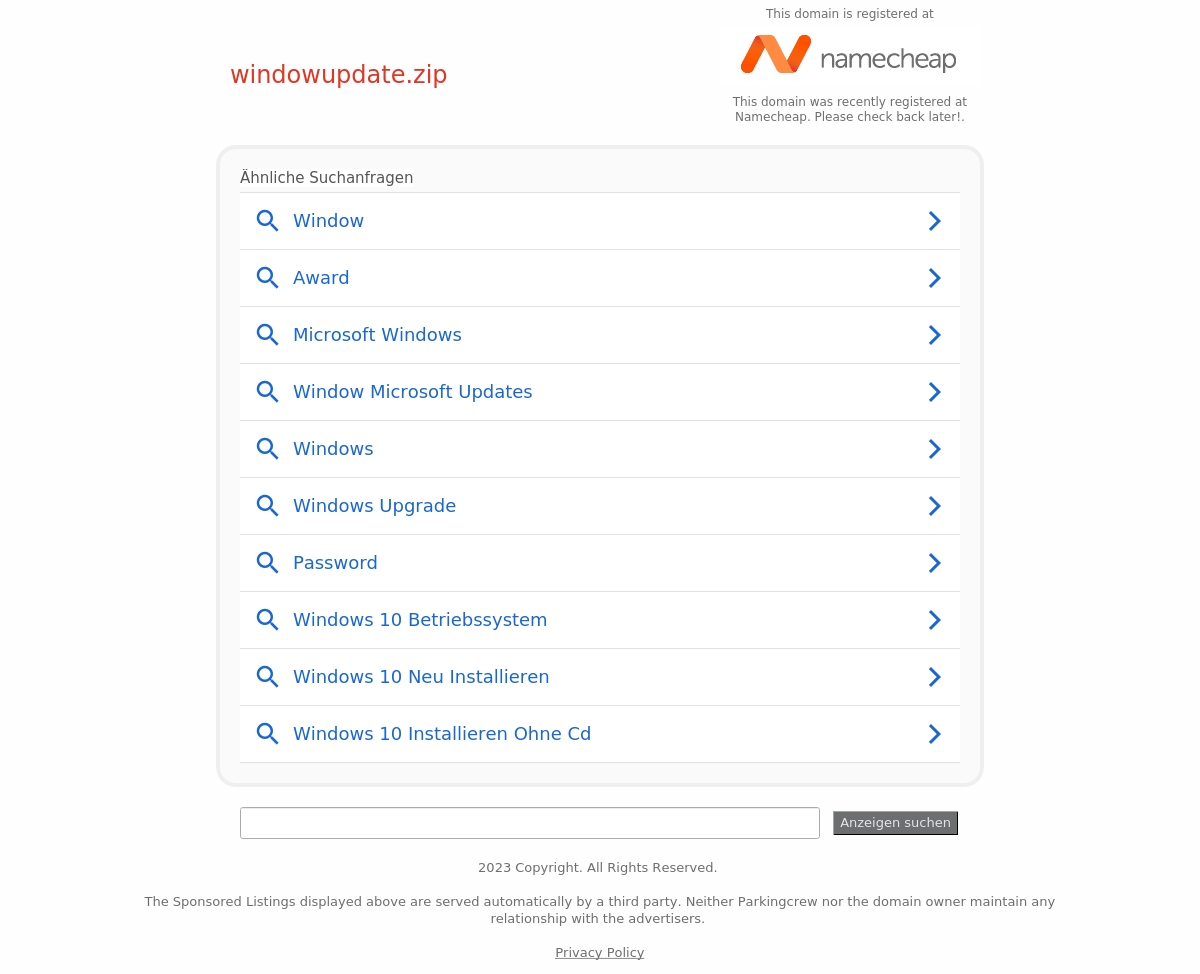 This domain is registered at
namecheap
windowupdate.zip
This domain was recently registered at
Namecheap. Please check back later!.
Ähnliche Suchanfragen
Window
Award
Microsoft Windows
Window Microsoft Updates
Windows
Windows Upgrade
Password
Windows 10 Betriebssystem
Windows 10 Neu Installieren
Windows 10 Installieren Ohne Cd
Anzeigen suchen
2023 Copyright. All Rights Reserved.
The Sponsored Listings displayed above are served automatically by a third party. Neither Parkingcrew nor the domain owner maintain any
relationship with the advertisers.
Privacy Policy